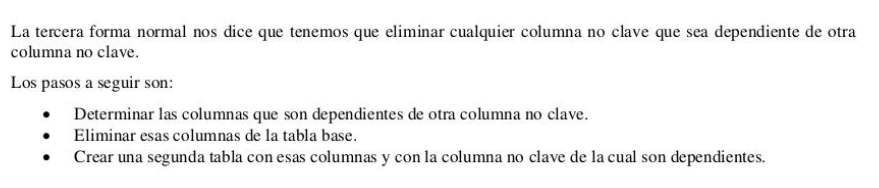 La tercera forma normal nos dice que tenemos que eliminar cualquier columna no clave que sea dependiente de otra
columna no clave.
Los pasos a seguir son:
• Determinar las columnas que son dependientes de otra columna no clave.
• Eliminar esas columnas de la tabla base.
• Crear una segunda tabla con esas columnas y con la columna no clave de la cual son dependientes.